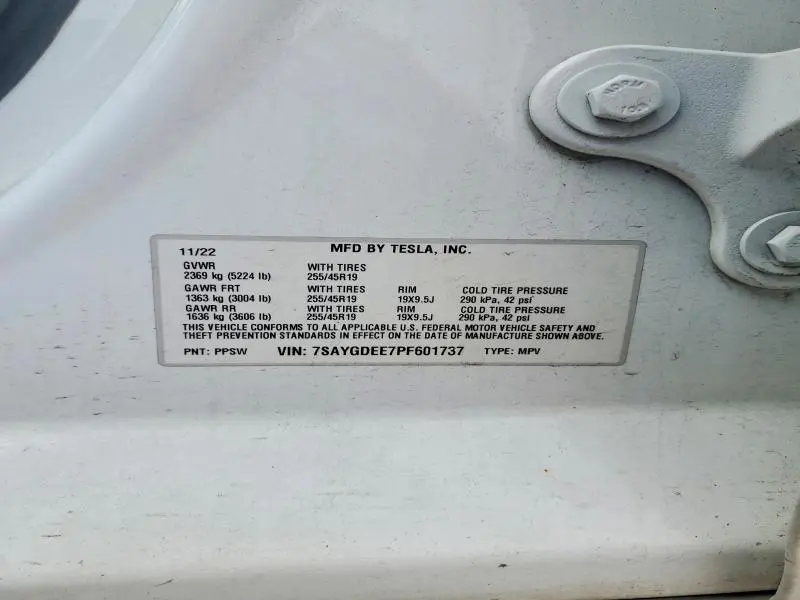 NORM
11/22 MFD BY TESLA, INC.
GVWR WITH TIRES
2369 kg (5224 lb) 255/45R19
GAWR FRT WITH TIRES RIM COLD TIRE PRESSURE
1363 kg (3004 lb) 255/45R19 19X9.5J 290 kPa, 42 psi
GAWR RR WITH TIRES RIM COLD TIRE PRESSURE
1636 kg (3606 lb) 255/45R19 19X9.5J 290 kPa, 42 psi
THIS VEHICLE CONFORMS TO ALL APPLICABLE U.S. FEDERAL MOTOR VEHICLE SAFETY AND
THEFT PREVENTION STANDARDS IN EFFECT ON THE DATE OF MANUFACTURE SHOWN ABOVE.
PNT: PPSW VIN: 7SAYGDEE7PF601737 TYPE: MPV